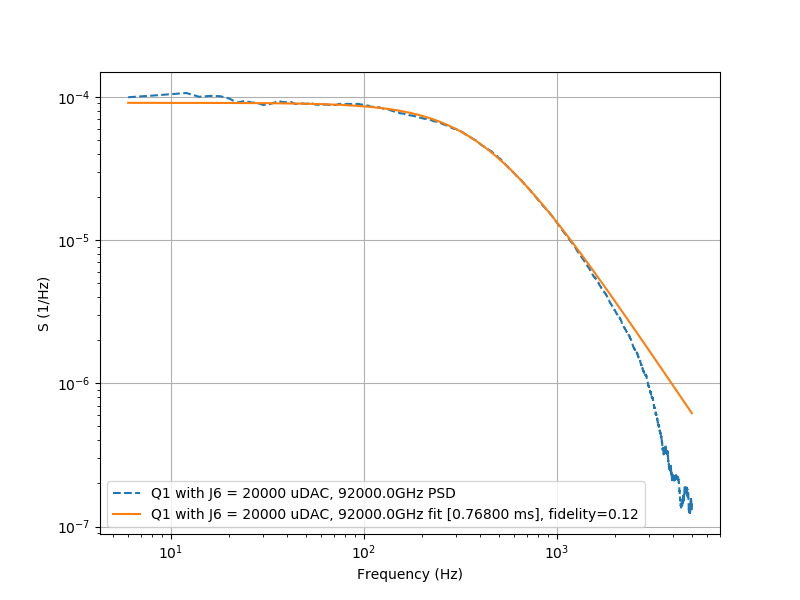 10⁻⁴
10⁻⁵
10⁻⁶
10⁻⁷
S (1/Hz)
Q1 with J6 = 20000 uDAC, 92000.0GHz PSD
Q1 with J6 = 20000 uDAC, 92000.0GHz fit [0.76800 ms], fidelity=0.12
10¹ 10² 10³
Frequency (Hz)